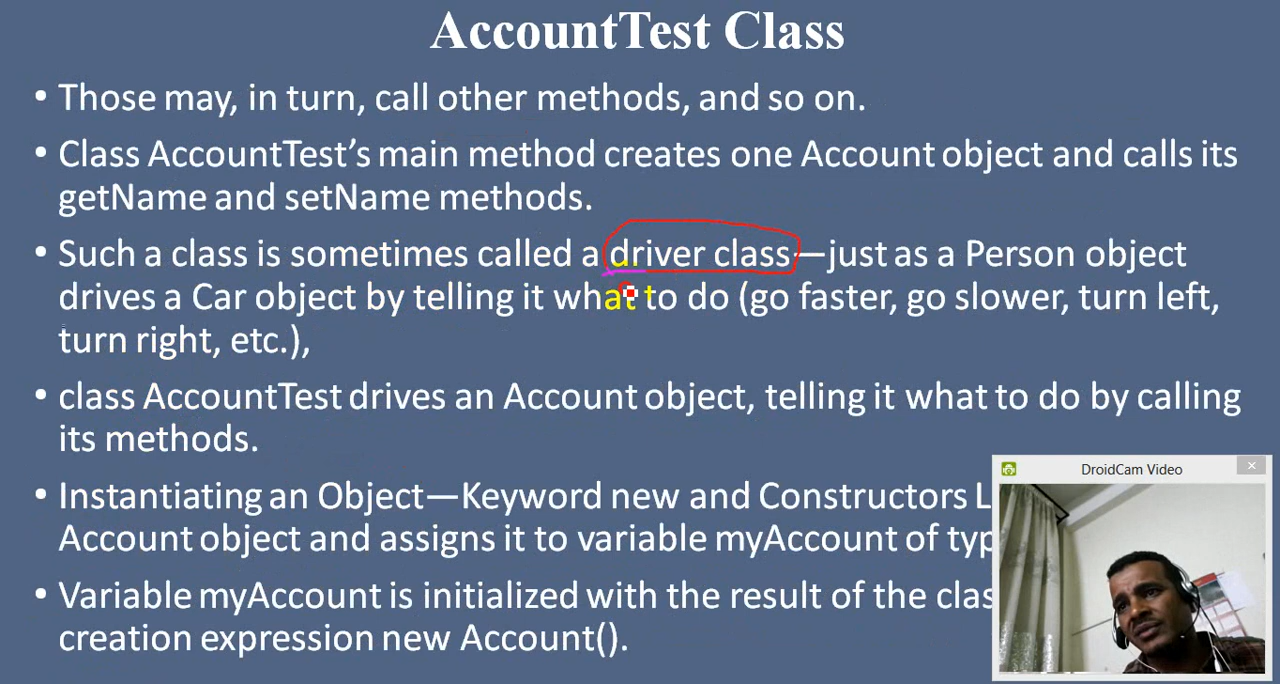 AccountTest Class
• Those may, in turn, call other methods, and so on.
• Class AccountTest’s main method creates one Account object and calls its
getName and setName methods.
• Such a class is sometimes called a driver class—just as a Person object
drives a Car object by telling it what to do (go faster, go slower, turn left,
turn right, etc.),
• class AccountTest drives an Account object, telling it what to do by calling
its methods.
• Instantiating an Object—Keyword new and Constructors L
Account object and assigns it to variable myAccount of typ
• Variable myAccount is initialized with the result of the clas
creation expression new Account().
DroidCam Video